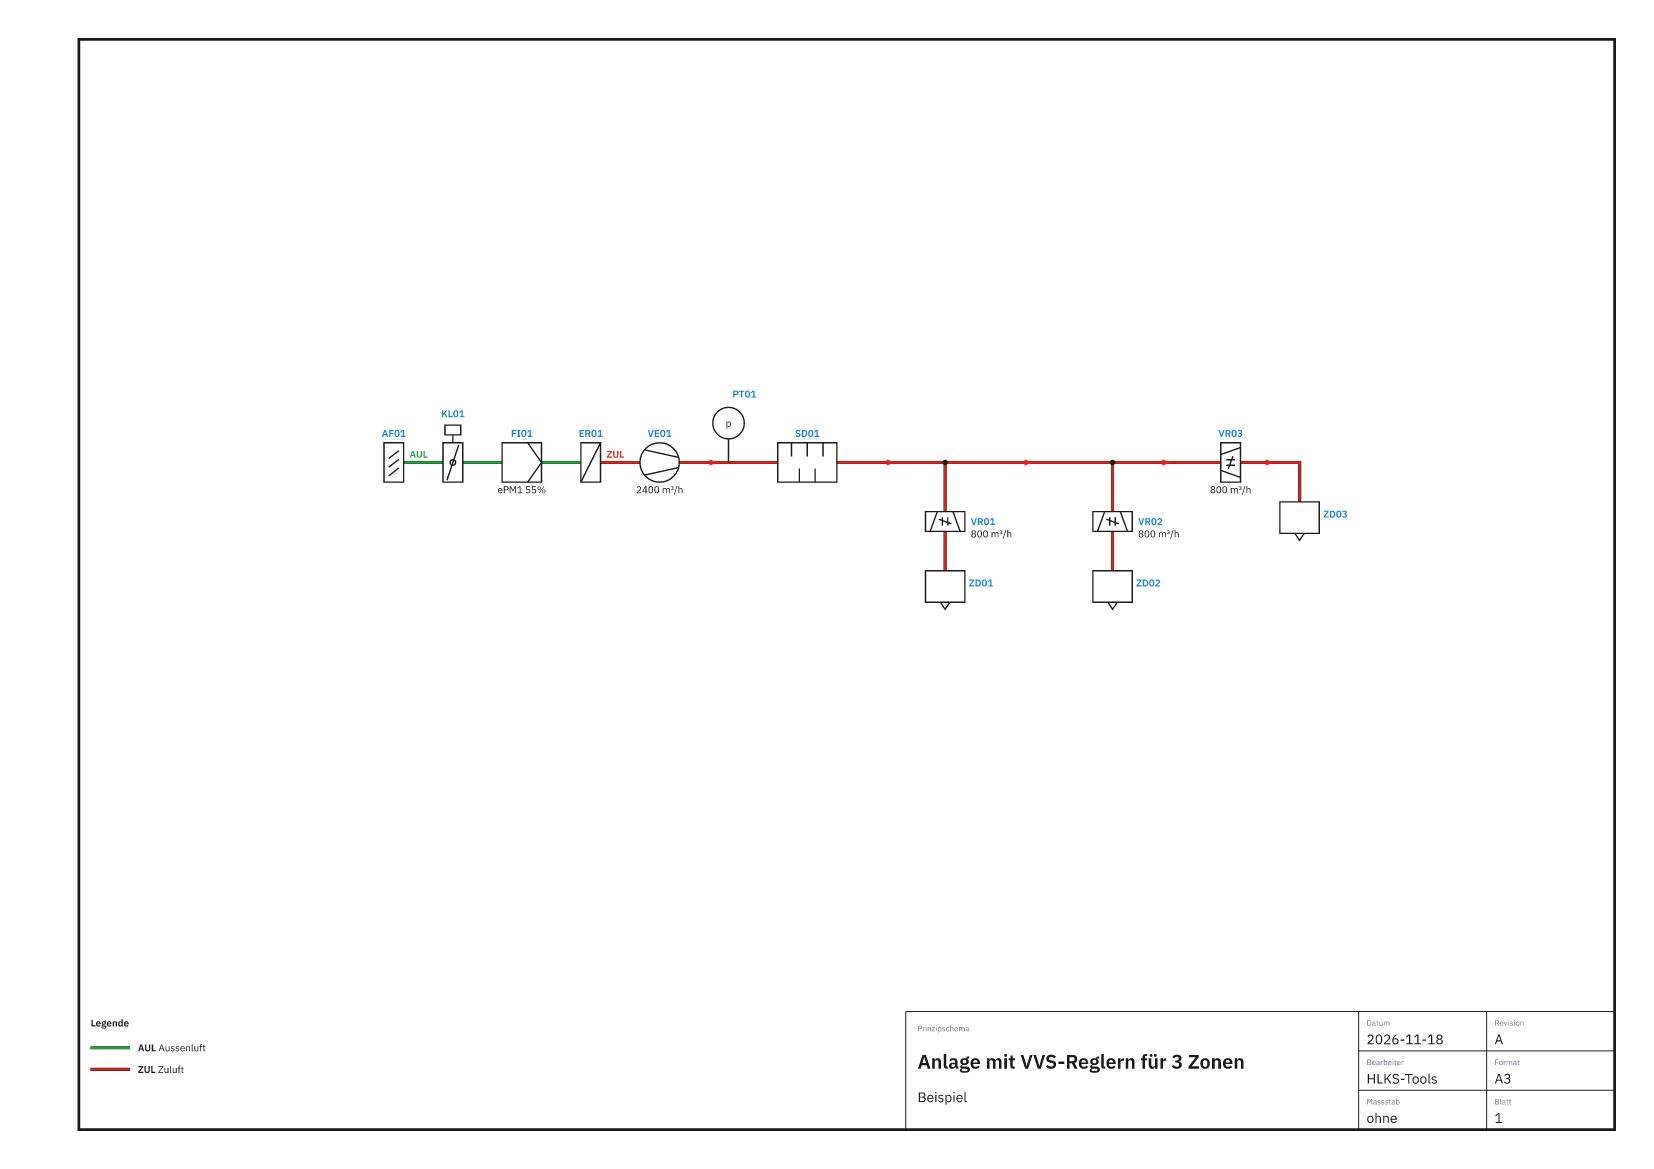 PT01
KL01
AF01
FI01
ER01
VE01
SD01
VR03
AUL
ZUL
p
ePM1 55%
2400 m³/h
800 m³/h
ZD03
VR01
800 m³/h
VR02
800 m³/h
ZD01
ZD02
Legende
AUL Aussenluft
ZUL Zuluft
Prinzipschema
Anlage mit VVS-Reglern für 3 Zonen
Beispiel
Datum
2026-11-18
Revision
A
Bearbeiter
HLKS-Tools
Format
A3
Massstab
ohne
Blatt
1